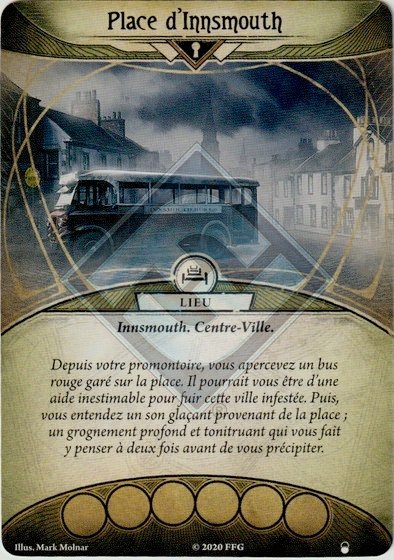 Place d'Innsmouth
LIEU
Innsmouth. Centre-Ville.
Depuis votre promontoire, vous apercevez un bus
rouge garé sur la place. Il pourrait vous être d'une
aide inestimable pour fuir cette ville infestée. Puis,
vous entendez un son glaçant provenant de la place ;
un grognement profond et tonitruant qui vous fait
y penser à deux fois avant de vous précipiter.
Illus. Mark Molnar
© 2020 FFG